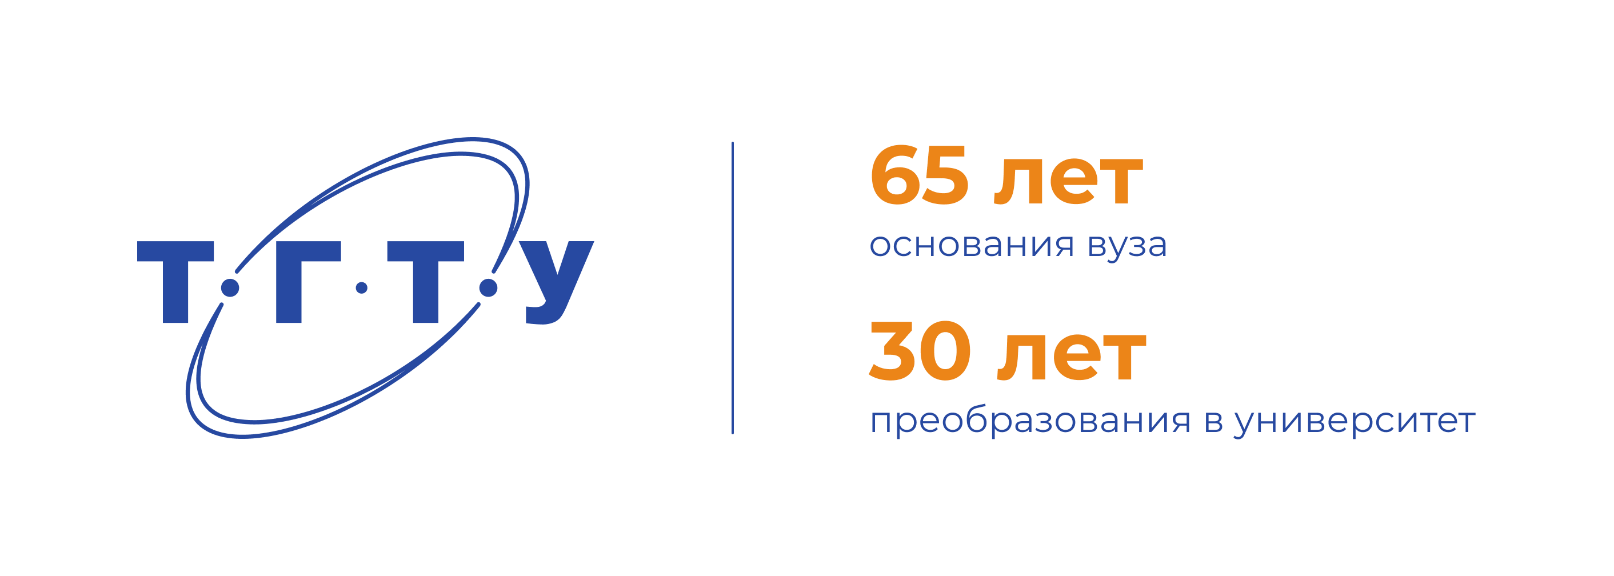 Т·Г·Т·У
65 лет
основания вуза
30 лет
преобразования в университет